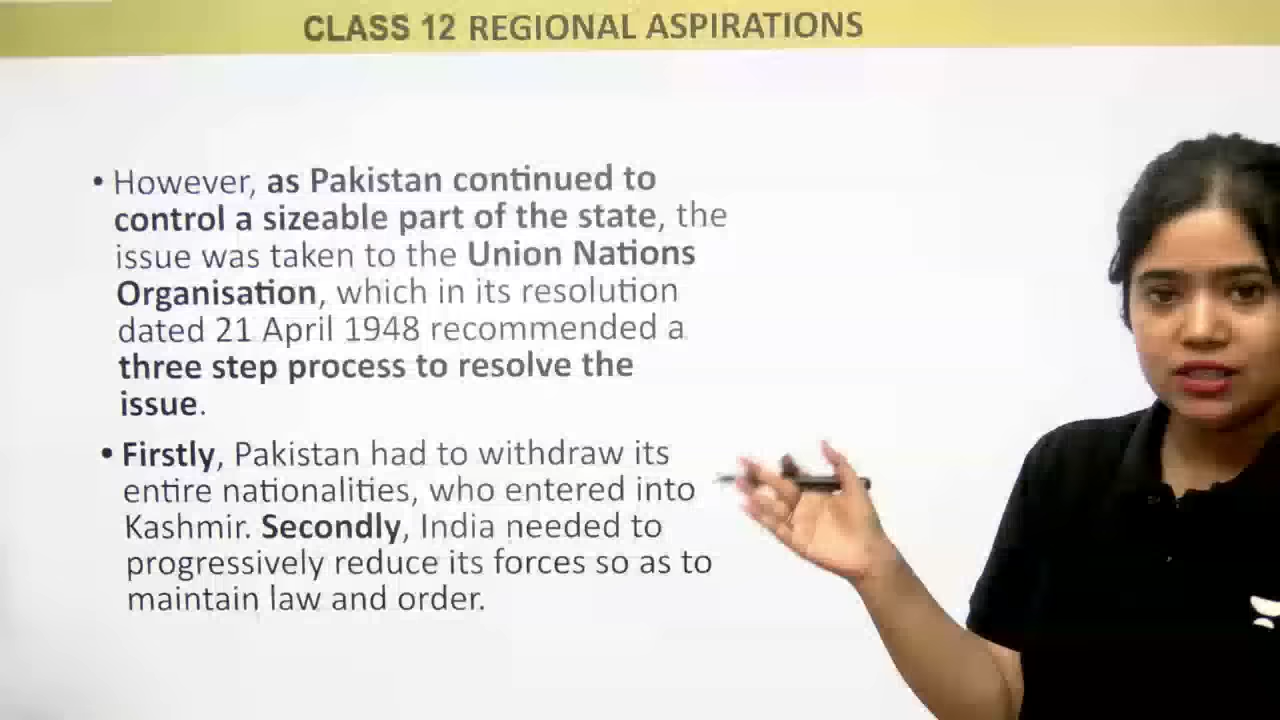 CLASS 12 REGIONAL ASPIRATIONS
• However, as Pakistan continued to
control a sizeable part of the state, the
issue was taken to the Union Nations
Organisation, which in its resolution
dated 21 April 1948 recommended a
three step process to resolve the
issue.
• Firstly, Pakistan had to withdraw its
entire nationalities, who entered into
Kashmir. Secondly, India needed to
progressively reduce its forces so as to
maintain law and order.